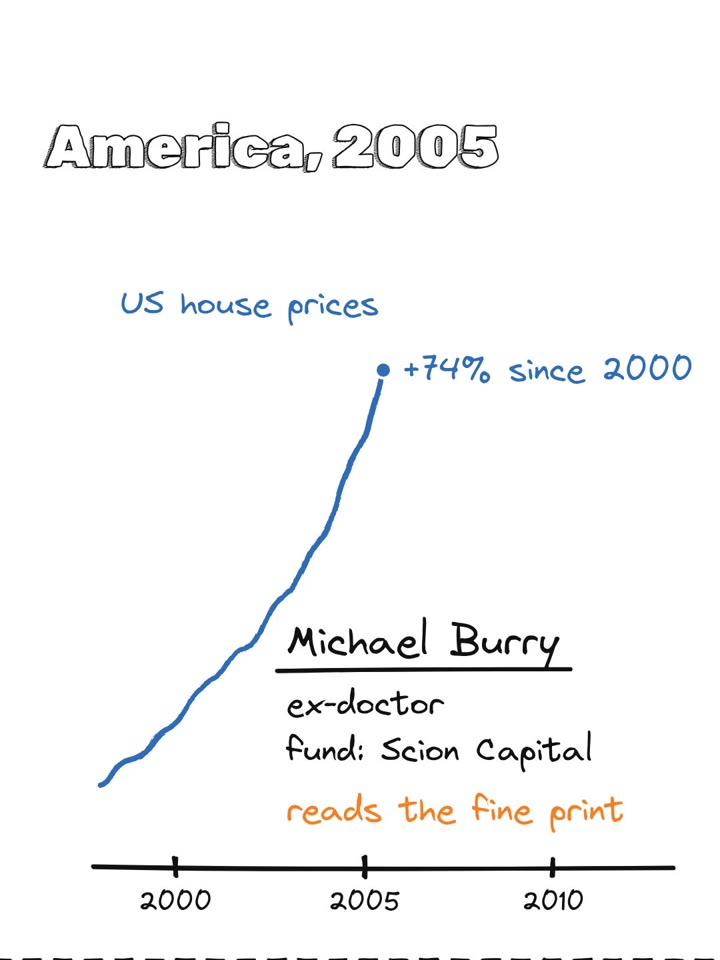 America, 2005
US house prices
+74% since 2000
Michael Burry
ex-doctor
fund: Scion Capital
reads the fine print
2000
2005
2010